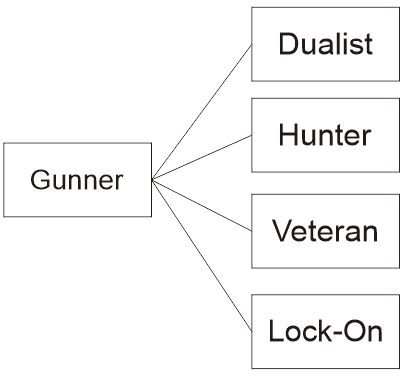 Gunner
Dualist
Hunter
Veteran
Lock-On